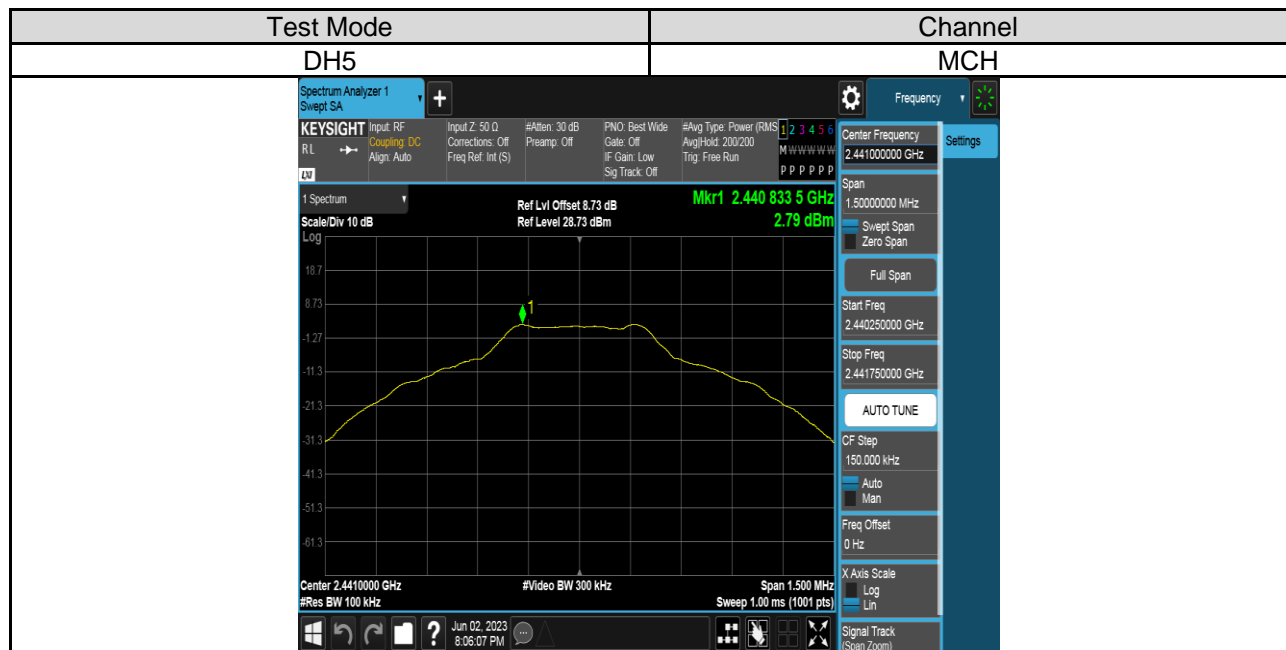 Test Mode Channel
DH5 MCH
Spectrum Analyzer 1
Swept SA
Frequency
KEYSIGHT
RL
LXI
Input: RF
Coupling: DC
Align: Auto
Input Z: 50 Ω
Corrections: Off
Freq Ref: Int (S)
#Atten: 30 dB
Preamp: Off
PNO: Best Wide
Gate: Off
IF Gain: Low
Sig Track: Off
#Avg Type: Power (RMS
Avg|Hold: 200/200
Trig: Free Run
1 2 3 4 5 6
M W W W W W
P P P P P P
1 Spectrum
Scale/Div 10 dB
Log
Ref Lvl Offset 8.73 dB
Ref Level 28.73 dBm
Mkr1 2.440 833 5 GHz
2.79 dBm
18.7
8.73
1
-1.27
-11.3
-21.3
-31.3
-41.3
-51.3
-61.3
Center 2.4410000 GHz
#Res BW 100 kHz
#Video BW 300 kHz
Span 1.500 MHz
Sweep 1.00 ms (1001 pts)
Center Frequency
2.441000000 GHz
Settings
Span
1.50000000 MHz
Swept Span
Zero Span
Full Span
Start Freq
2.440250000 GHz
Stop Freq
2.441750000 GHz
AUTO TUNE
CF Step
150.000 kHz
Auto
Man
Freq Offset
0 Hz
X Axis Scale
Log
Lin
Signal Track
(Span Zoom)
?
Jun 02, 2023
8:06:07 PM